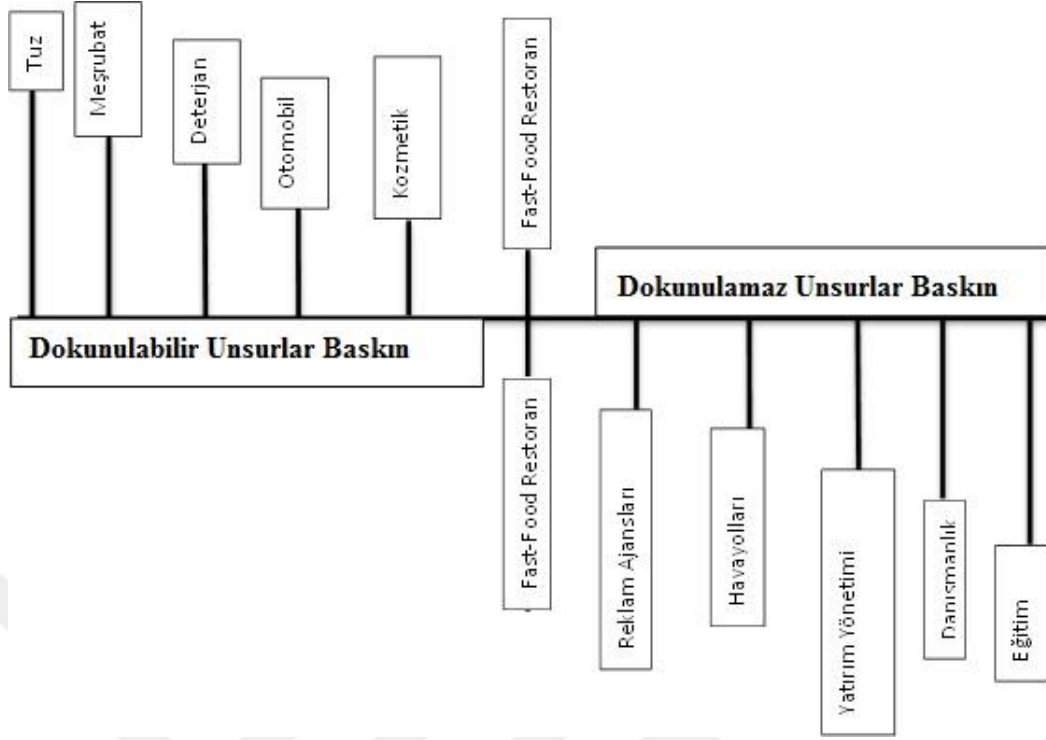 Tuz
Meşrubat
Deterjan
Otomobil
Kozmetik
Fast-Food Restoran
Dokunulamaz Unsurlar Baskın
Dokunulabilir Unsurlar Baskın
Fast-Food Restoran
Reklam Ajansları
Havayolları
Yatırım Yönetimi
Danışmanlık
Eğitim